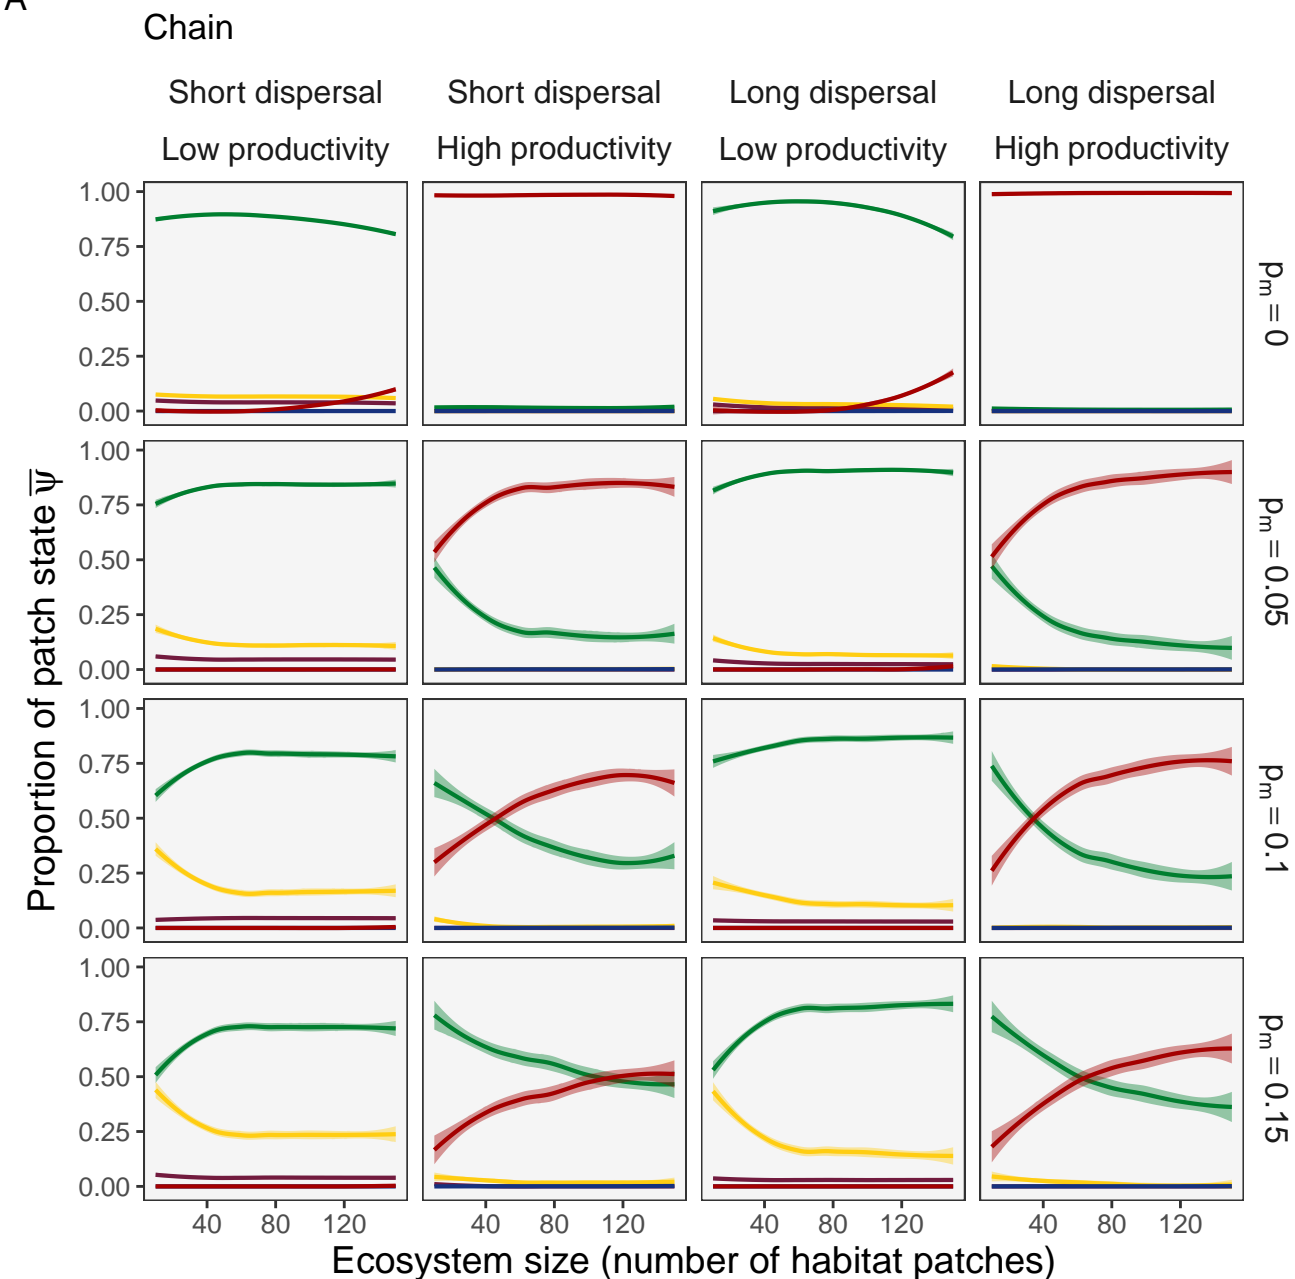 A
Chain
Short dispersal Short dispersal Long dispersal Long dispersal
Low productivity High productivity Low productivity High productivity
1.00
0.75
0.50
0.25
0.00
pm = 0
1.00
0.75
0.50
0.25
0.00
pm = 0.05
1.00
0.75
0.50
0.25
0.00
pm = 0.1
1.00
0.75
0.50
0.25
0.00
pm = 0.15
Proportion of patch state ψ̅
40 80 120 40 80 120 40 80 120 40 80 120
Ecosystem size (number of habitat patches)